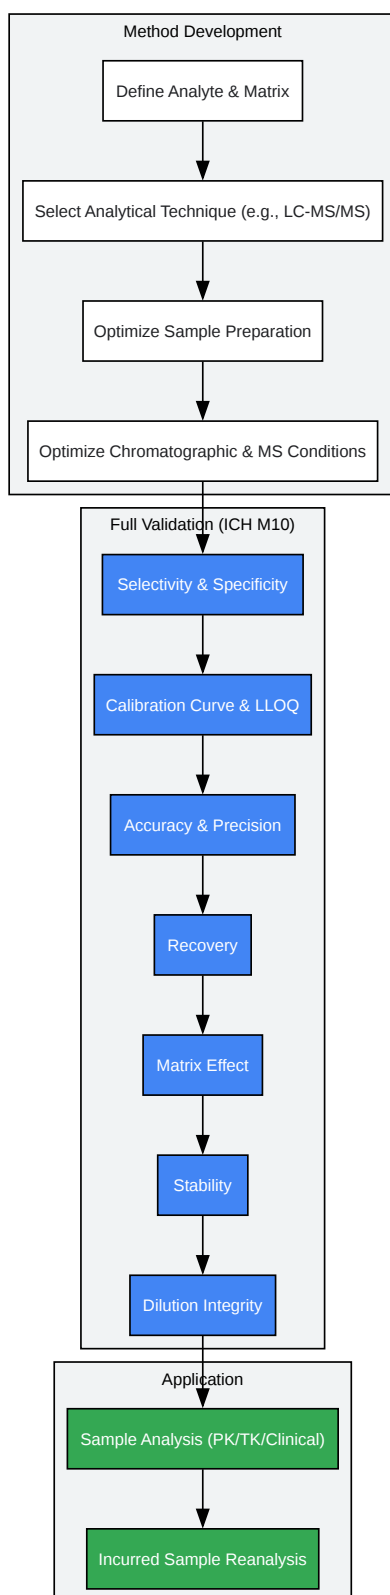 Method Development
Define Analyte & Matrix
Select Analytical Technique (e.g., LC-MS/MS)
Optimize Sample Preparation
Optimize Chromatographic & MS Conditions
Full Validation (ICH M10)
Selectivity & Specificity
Calibration Curve & LLOQ
Accuracy & Precision
Recovery
Matrix Effect
Stability
Dilution Integrity
Application
Sample Analysis (PK/TK/Clinical)
Incurred Sample Reanalysis